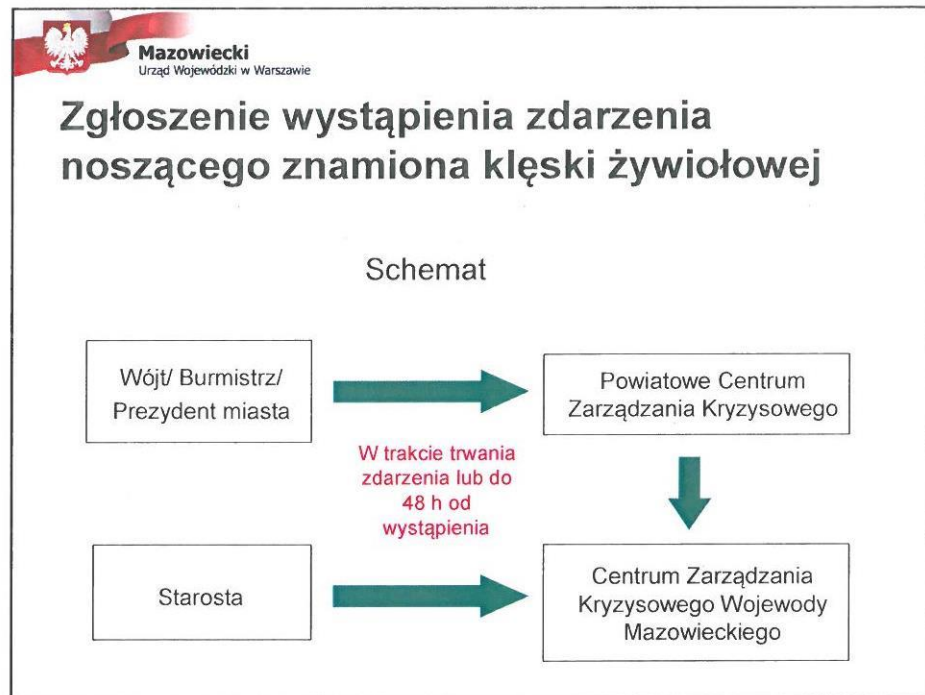 Mazowiecki
Urząd Wojewódzki w Warszawie
Zgłoszenie wystąpienia zdarzenia
noszącego znamiona klęski żywiołowej
Schemat
Wójt/ Burmistrz/
Prezydent miasta
Powiatowe Centrum
Zarządzania Kryzysowego
W trakcie trwania
zdarzenia lub do
48 h od
wystąpienia
Starosta
Centrum Zarządzania
Kryzysowego Wojewody
Mazowieckiego